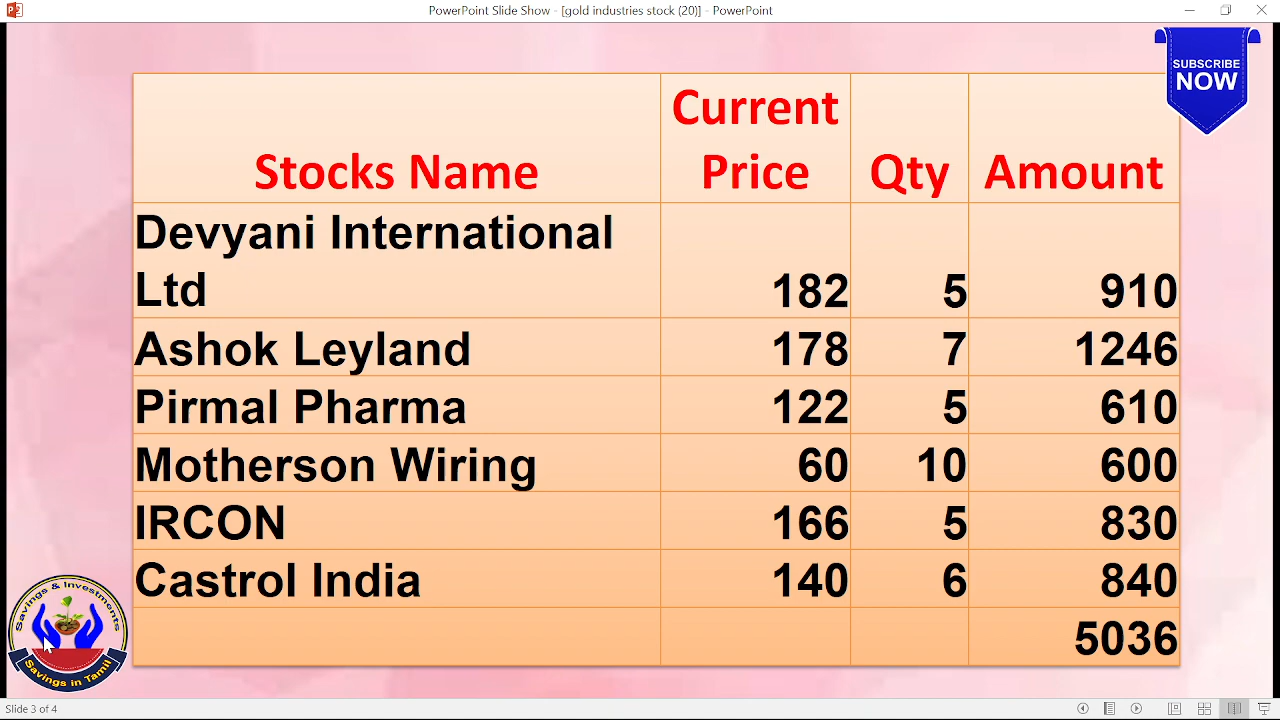 PowerPoint Slide Show - [gold industries stock (20)] - PowerPoint
SUBSCRIBE
NOW
Stocks Name Current Price Qty Amount
Devyani International Ltd 182 5 910
Ashok Leyland 178 7 1246
Pirmal Pharma 122 5 610
Motherson Wiring 60 10 600
IRCON 166 5 830
Castrol India 140 6 840
5036
Savings & Investments
Savings in Tamil
Slide 3 of 4